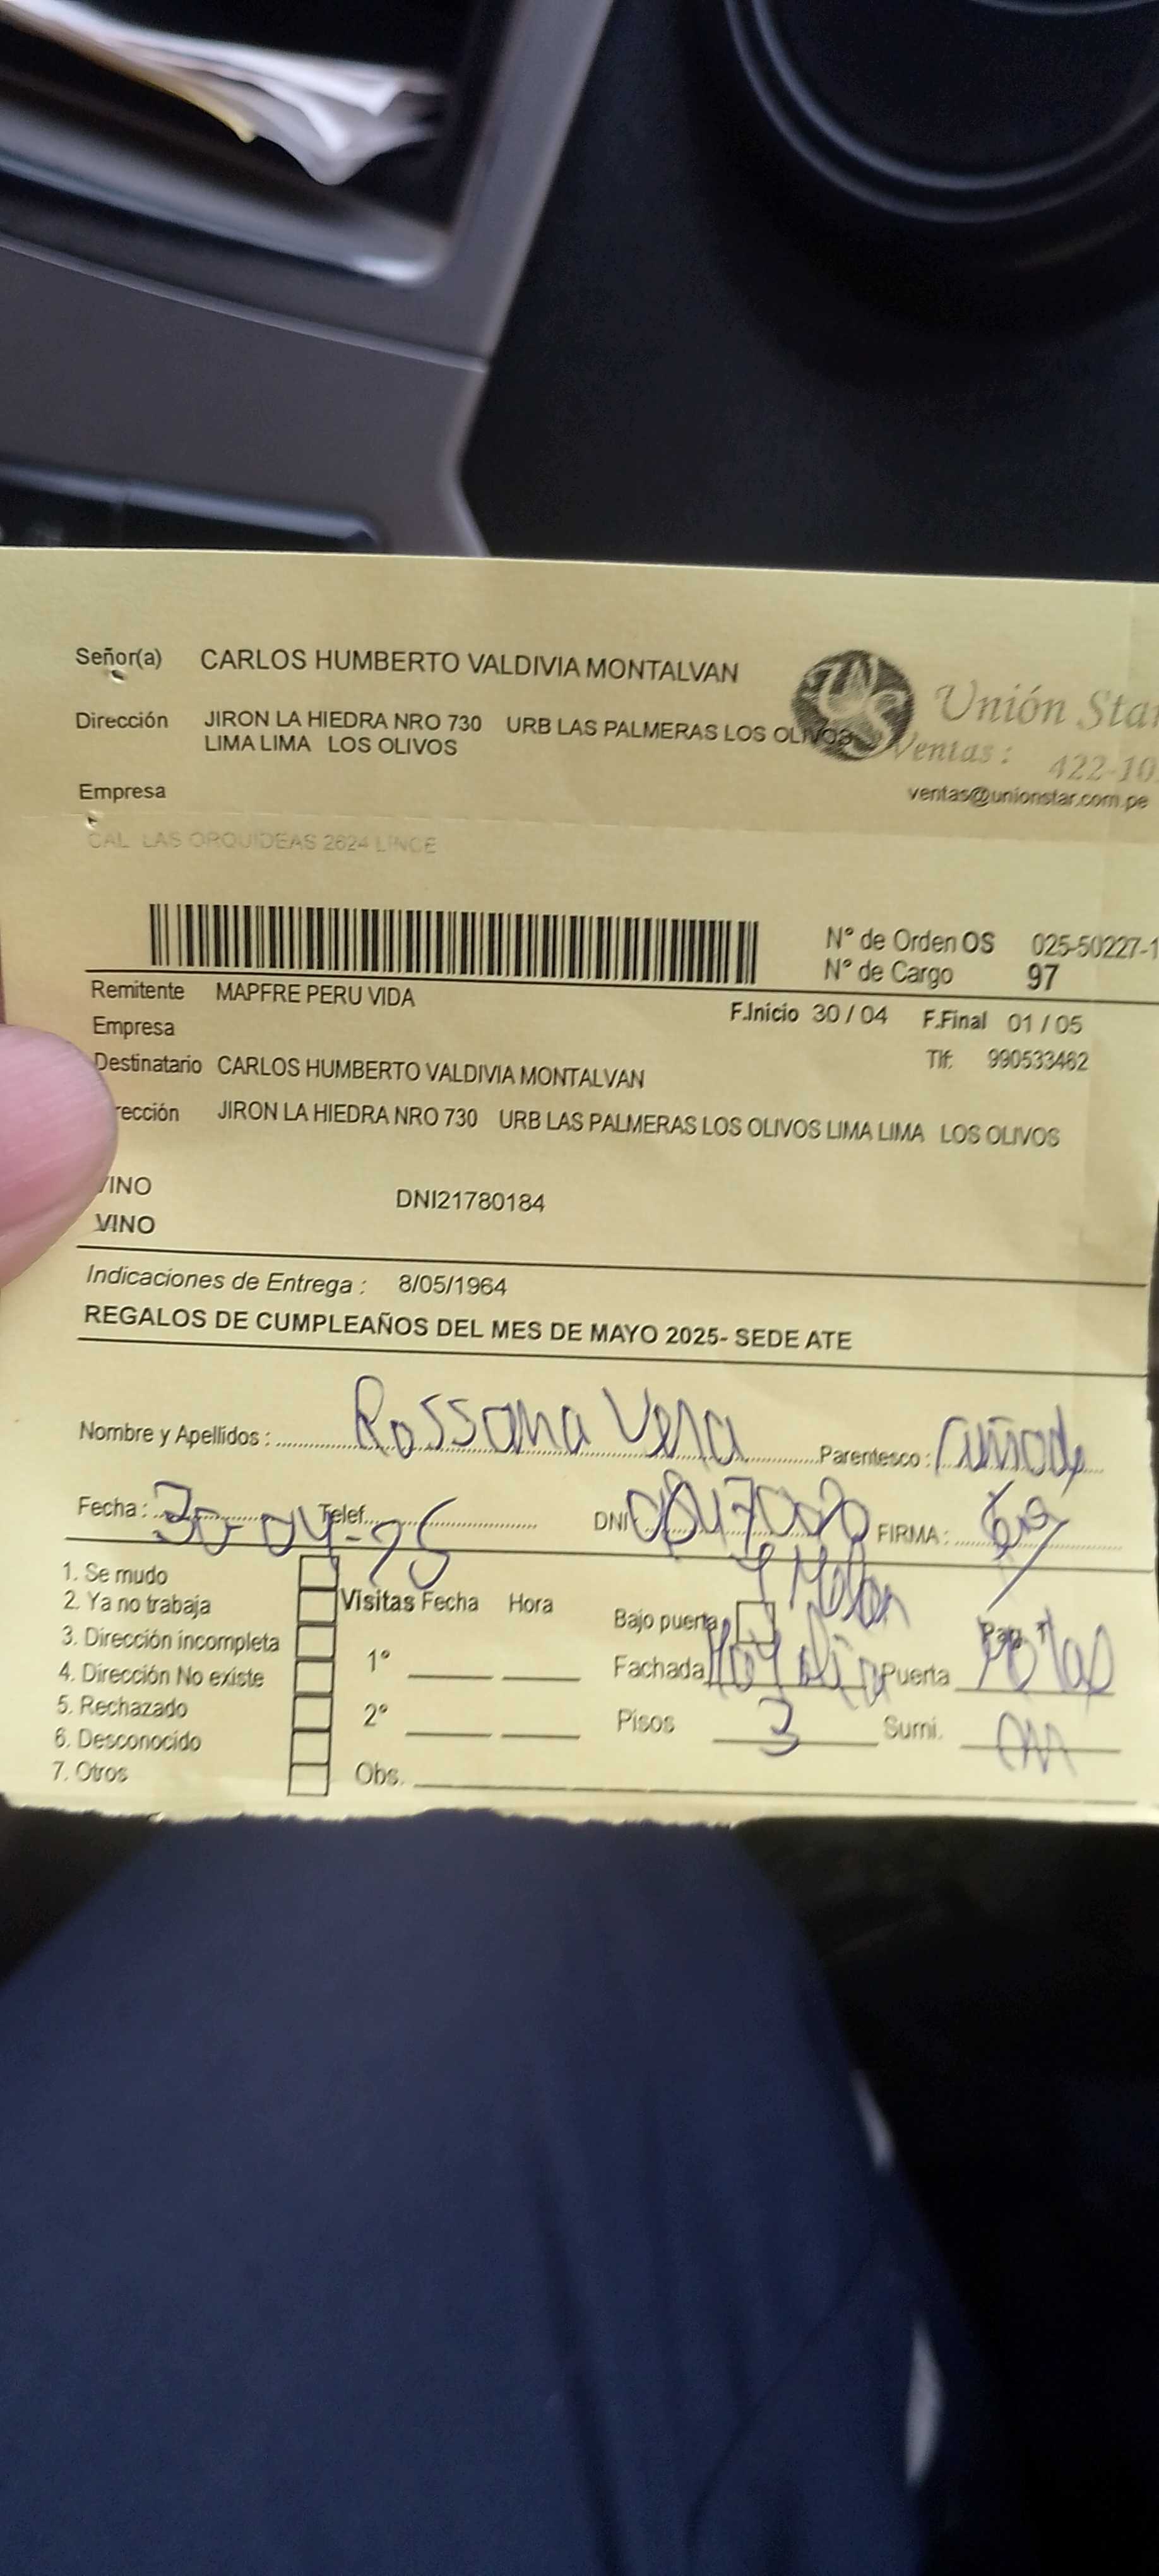 Señor(a) CARLOS HUMBERTO VALDIVIA MONTALVAN
Unión Star
Dirección JIRON LA HIEDRA NRO 730 URB LAS PALMERAS LOS OLIVOS
LIMA LIMA LOS OLIVOS
Ventas: 422-10
ventas@unionstar.com.pe
Empresa
CAL LAS ORQUIDEAS 2624 LINCE
N° de Orden OS 025-50227-1
N° de Cargo 97
Remitente MAPFRE PERU VIDA
F.Inicio 30 / 04 F.Final 01 / 05
Empresa
Tlf: 990533462
Destinatario CARLOS HUMBERTO VALDIVIA MONTALVAN
rección JIRON LA HIEDRA NRO 730 URB LAS PALMERAS LOS OLIVOS LIMA LIMA LOS OLIVOS
VINO DNI21780184
VINO
Indicaciones de Entrega : 8/05/1964
REGALOS DE CUMPLEAÑOS DEL MES DE MAYO 2025- SEDE ATE
Nombre y Apellidos : Rossana Vera Parentesco :
Fecha : 30-04-25 Telef. DNI FIRMA :
1. Se mudo
2. Ya no trabaja Visitas Fecha Hora Bajo puerta
3. Dirección incompleta
4. Dirección No existe 1° Fachada Puerta
5. Rechazado 2° Pisos 3 Sumi.
6. Desconocido
7. Otros Obs.